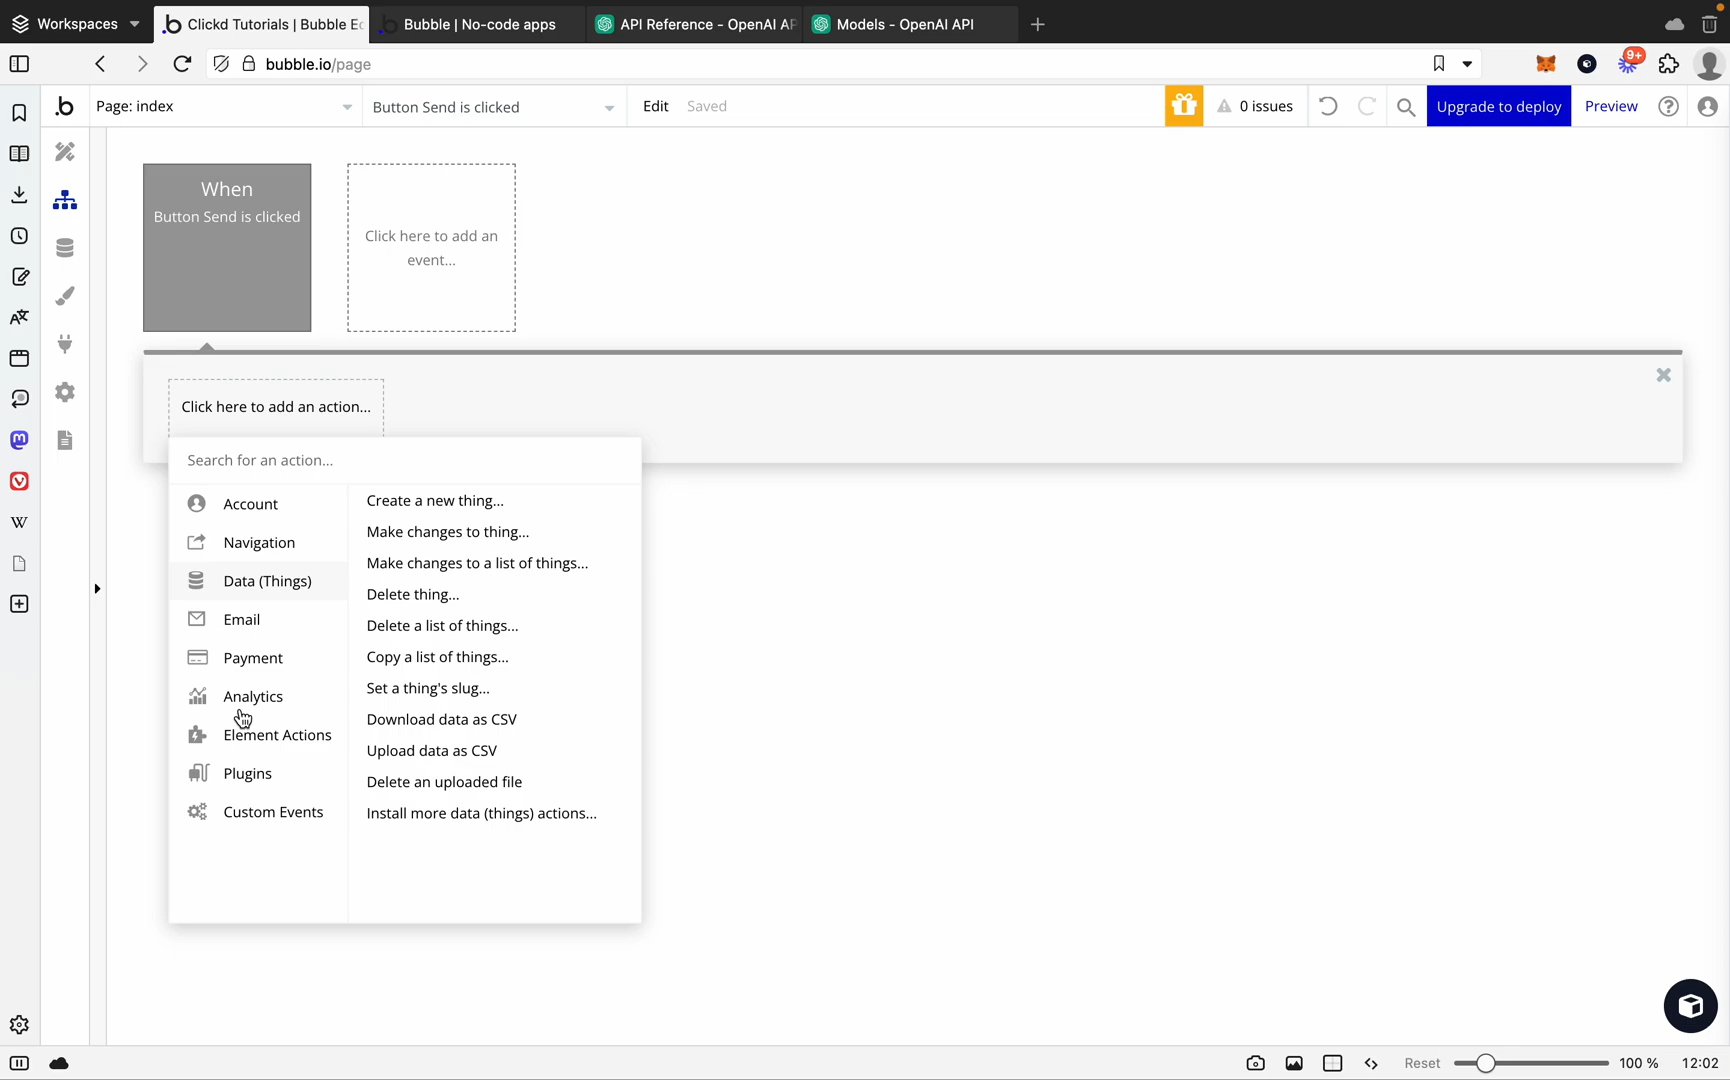 Workspaces
Clickd Tutorials | Bubble Ec
Bubble | No-code apps
API Reference - OpenAI AP
Models - OpenAI API
bubble.io/page
9+
Page: index
Button Send is clicked
Edit
Saved
0 issues
Upgrade to deploy
Preview
When
Button Send is clicked
Click here to add an
event...
Click here to add an action...
Search for an action...
Account
Navigation
Data (Things)
Email
Payment
Analytics
Element Actions
Plugins
Custom Events
Create a new thing...
Make changes to thing...
Make changes to a list of things...
Delete thing...
Delete a list of things...
Copy a list of things...
Set a thing's slug...
Download data as CSV
Upload data as CSV
Delete an uploaded file
Install more data (things) actions...
Reset
100 %
12:02